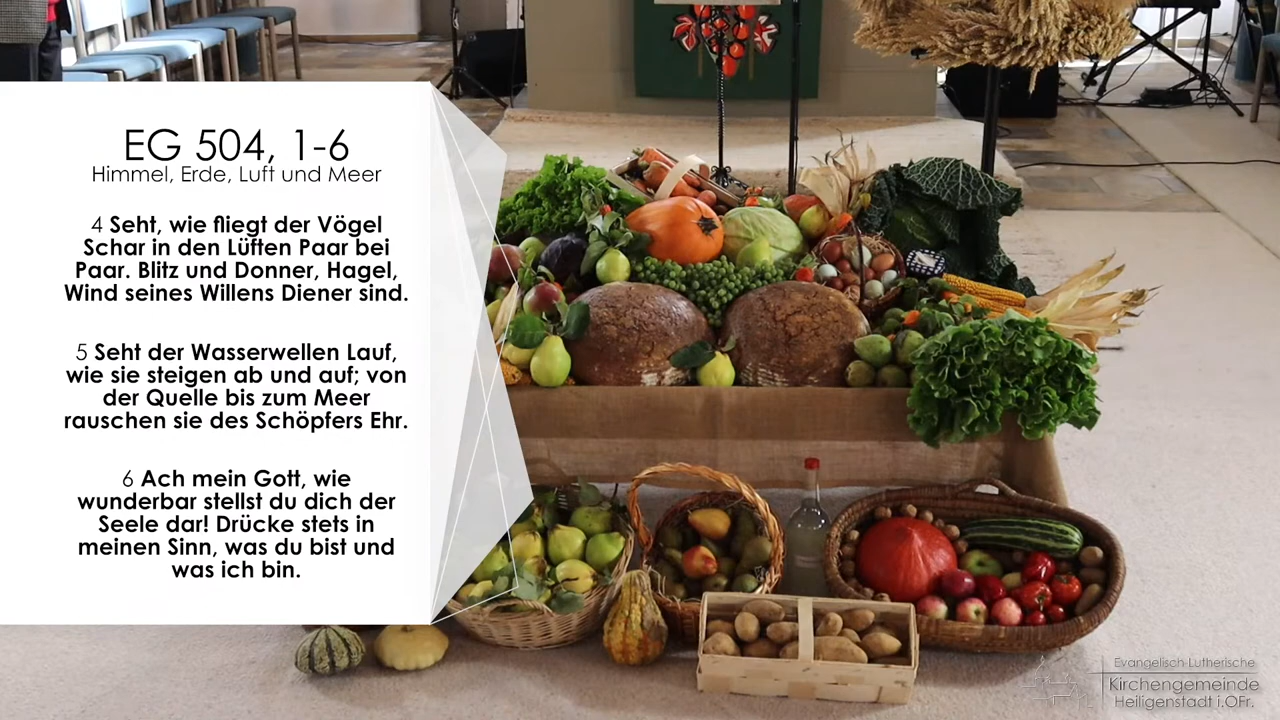 EG 504, 1-6
Himmel, Erde, Luft und Meer
4 Seht, wie fliegt der Vögel
Schar in den Lüften Paar bei
Paar. Blitz und Donner, Hagel,
Wind seines Willens Diener sind.
5 Seht der Wasserwellen Lauf,
wie sie steigen ab und auf; von
der Quelle bis zum Meer
rauschen sie des Schöpfers Ehr.
6 Ach mein Gott, wie
wunderbar stellst du dich der
Seele dar! Drücke stets in
meinen Sinn, was du bist und
was ich bin.
Evangelisch-Lutherische
Kirchengemeinde
Heiligenstadt i.OFr.